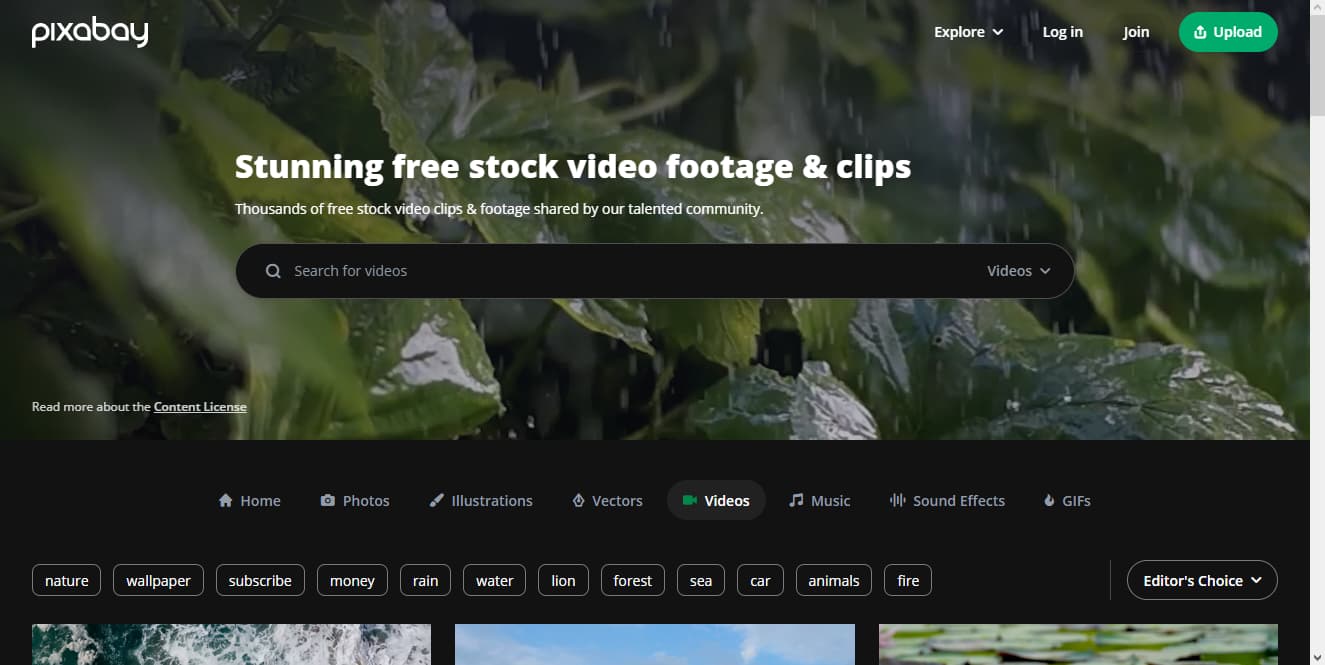 pixabay
Explore Log in Join Upload
Stunning free stock video footage & clips
Thousands of free stock video clips & footage shared by our talented community.
Search for videos Videos
Read more about the Content License
Home Photos Illustrations Vectors Videos Music Sound Effects GIFs
nature wallpaper subscribe money rain water lion forest sea car animals fire Editor's Choice